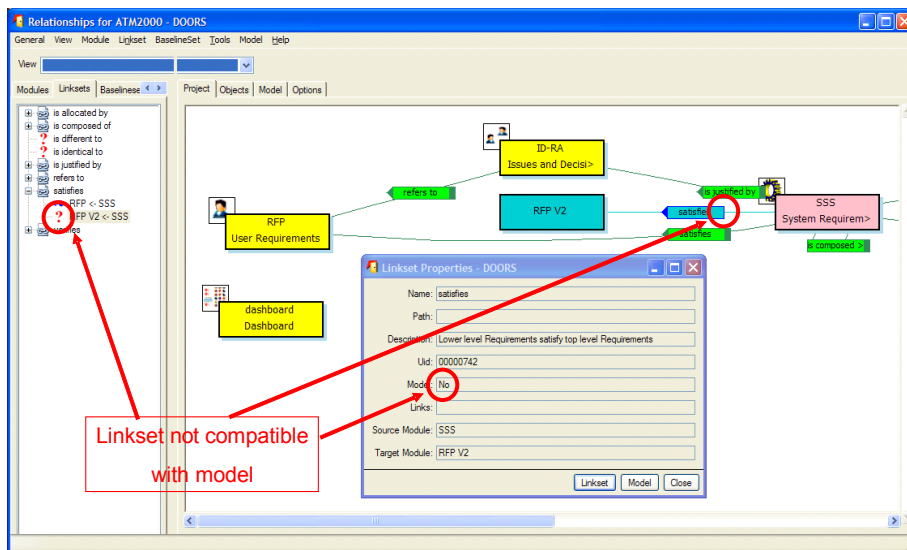 Relationships for ATM2000 - DOORS
General View Module Linkset BaselineSet Tools Model Help
View
Modules Linksets Baselinese
Project Objects Model Options
is allocated by
is composed of
? is different to
? is identical to
is justified by
refers to
satisfies
RFP <- SSS
? RFP V2 <- SSS
verifies
ID-RA
Issues and Decisi>
refers to
is justified by
RFP
User Requirements
RFP V2
satisfies
SSS
System Requirem>
satisfies
is composed >
dashboard
Dashboard
Linkset Properties - DOORS
Name: satisfies
Path:
Description: Lower level Requirements satisfy top level Requirements
Uid: 00000742
Model: No
Links:
Source Module: SSS
Target Module: RFP V2
Linkset Model Close
Linkset not compatible
with model